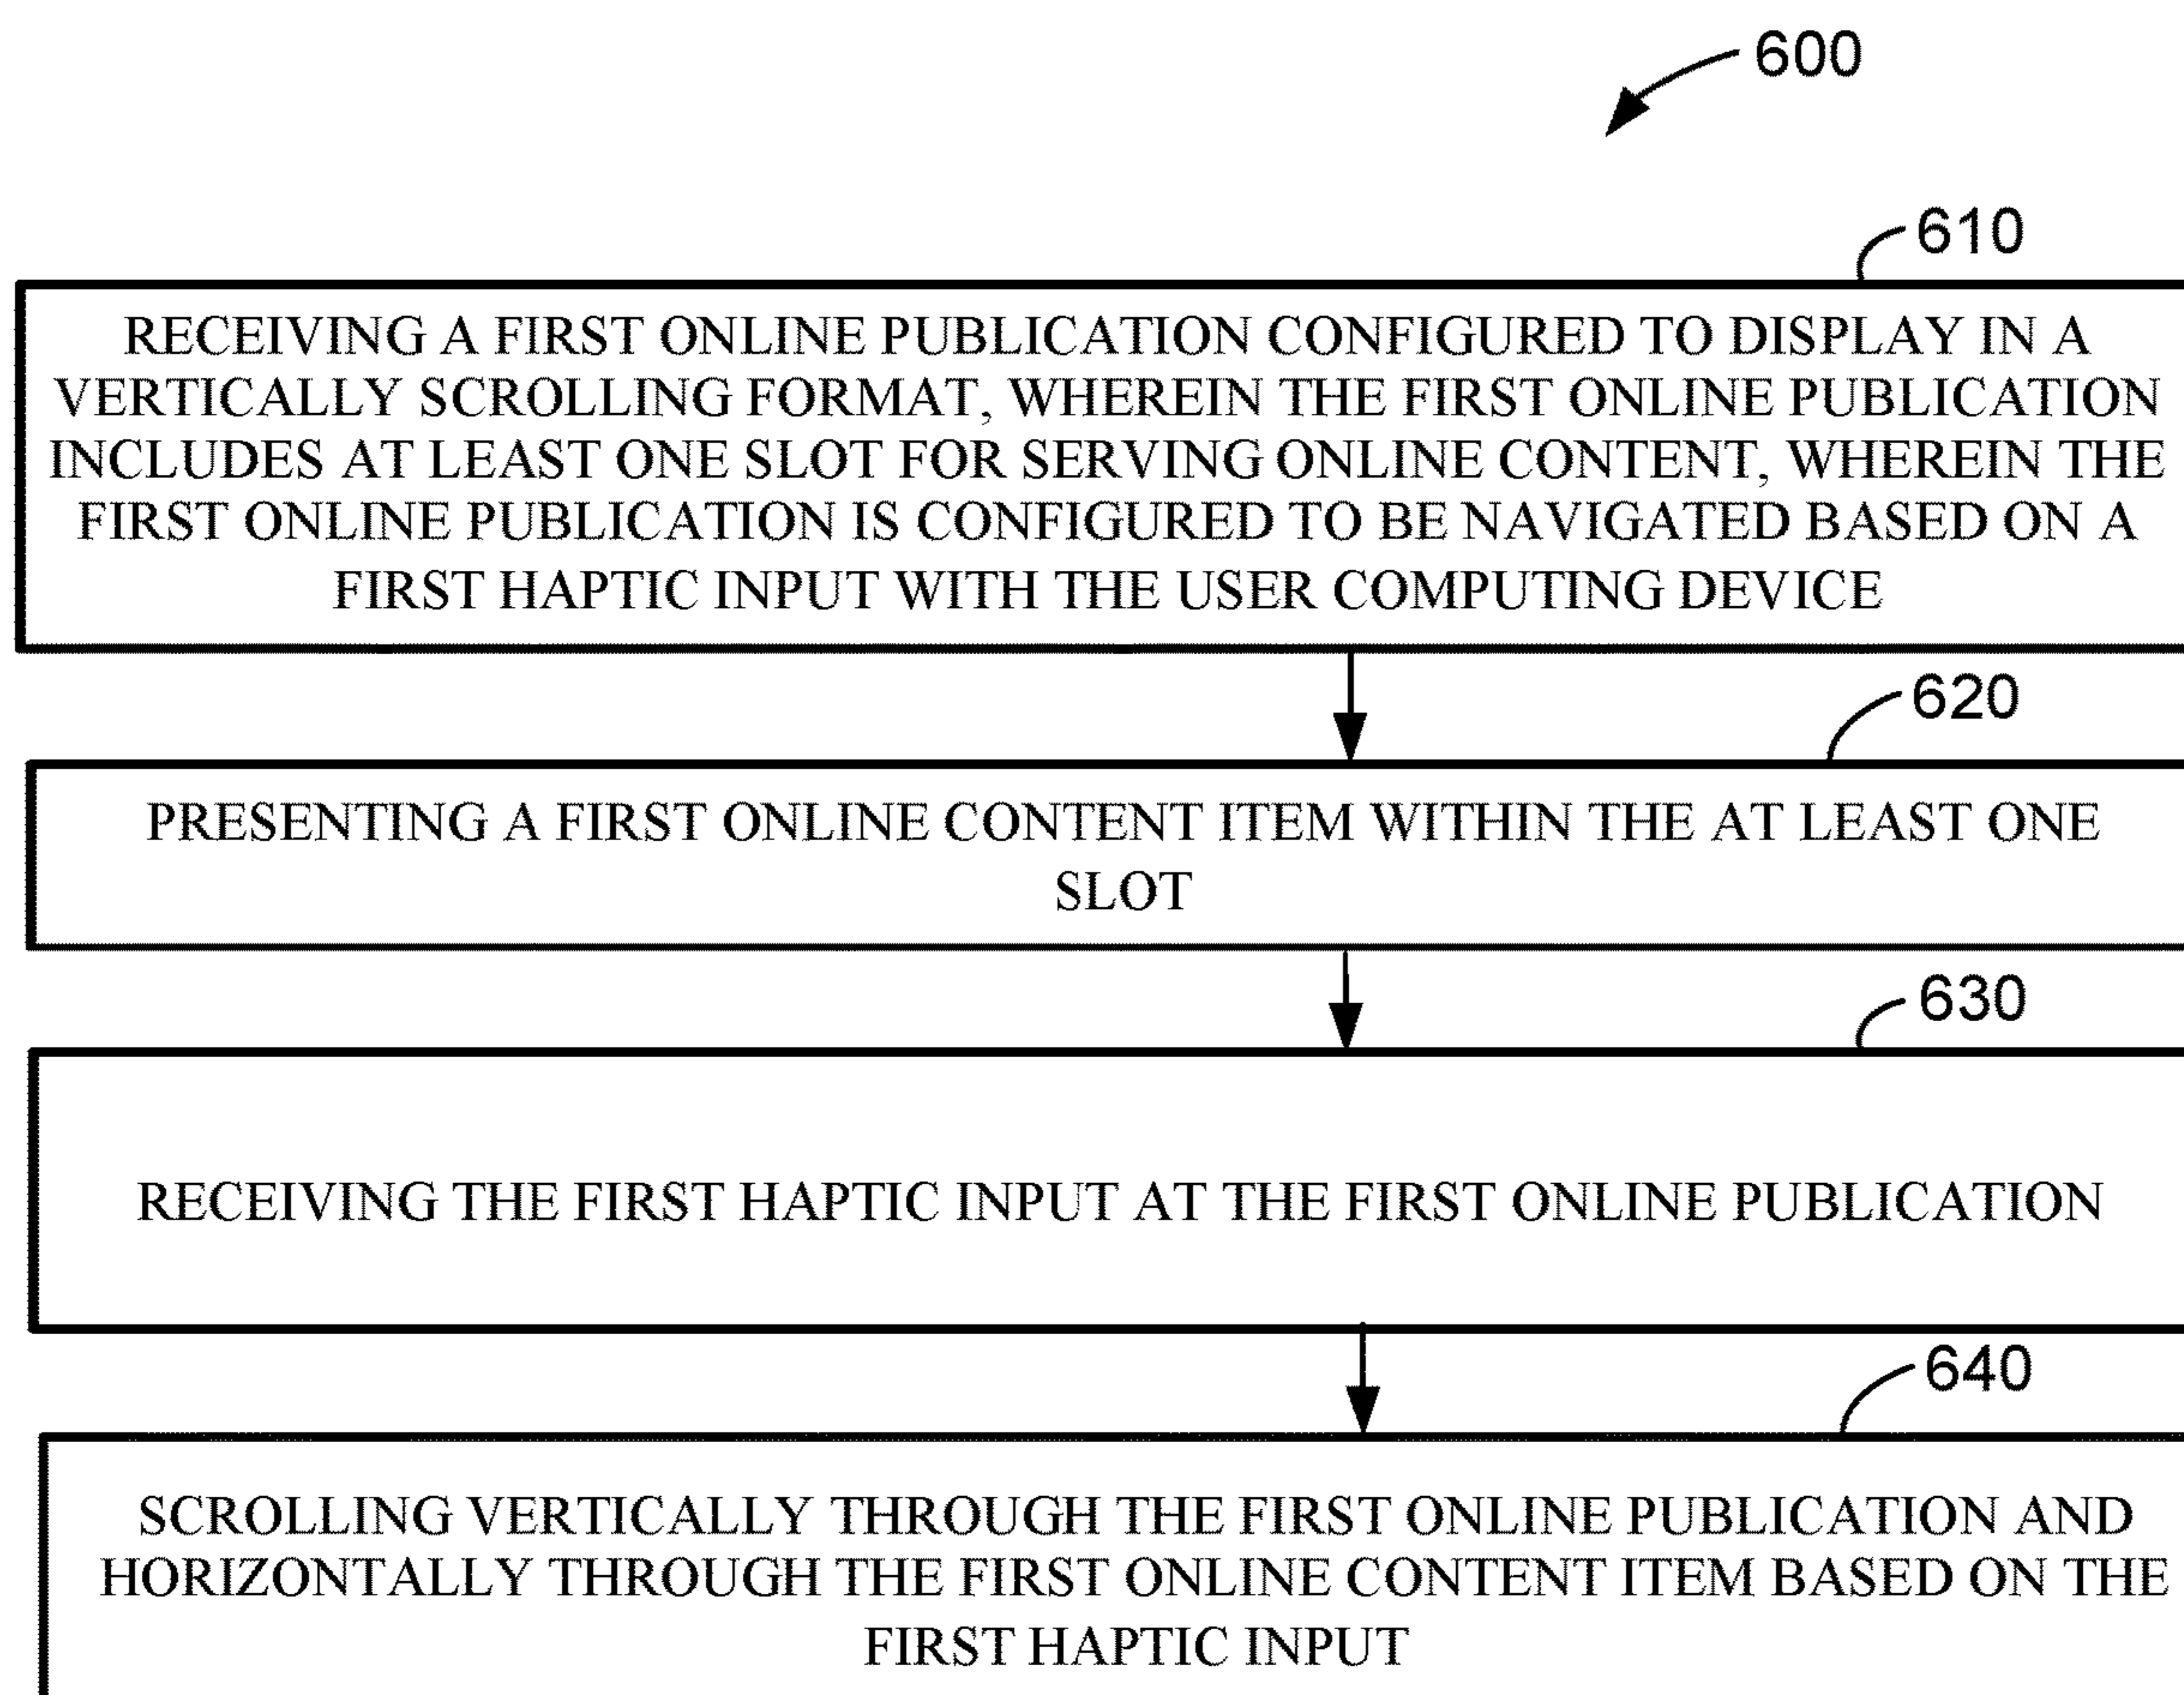 600
610
RECEIVING A FIRST ONLINE PUBLICATION CONFIGURED TO DISPLAY IN A
VERTICALLY SCROLLING FORMAT, WHEREIN THE FIRST ONLINE PUBLICATION
INCLUDES AT LEAST ONE SLOT FOR SERVING ONLINE CONTENT, WHEREIN THE
FIRST ONLINE PUBLICATION IS CONFIGURED TO BE NAVIGATED BASED ON A
FIRST HAPTIC INPUT WITH THE USER COMPUTING DEVICE
620
PRESENTING A FIRST ONLINE CONTENT ITEM WITHIN THE AT LEAST ONE
SLOT
630
RECEIVING THE FIRST HAPTIC INPUT AT THE FIRST ONLINE PUBLICATION
640
SCROLLING VERTICALLY THROUGH THE FIRST ONLINE PUBLICATION AND
HORIZONTALLY THROUGH THE FIRST ONLINE CONTENT ITEM BASED ON THE
FIRST HAPTIC INPUT